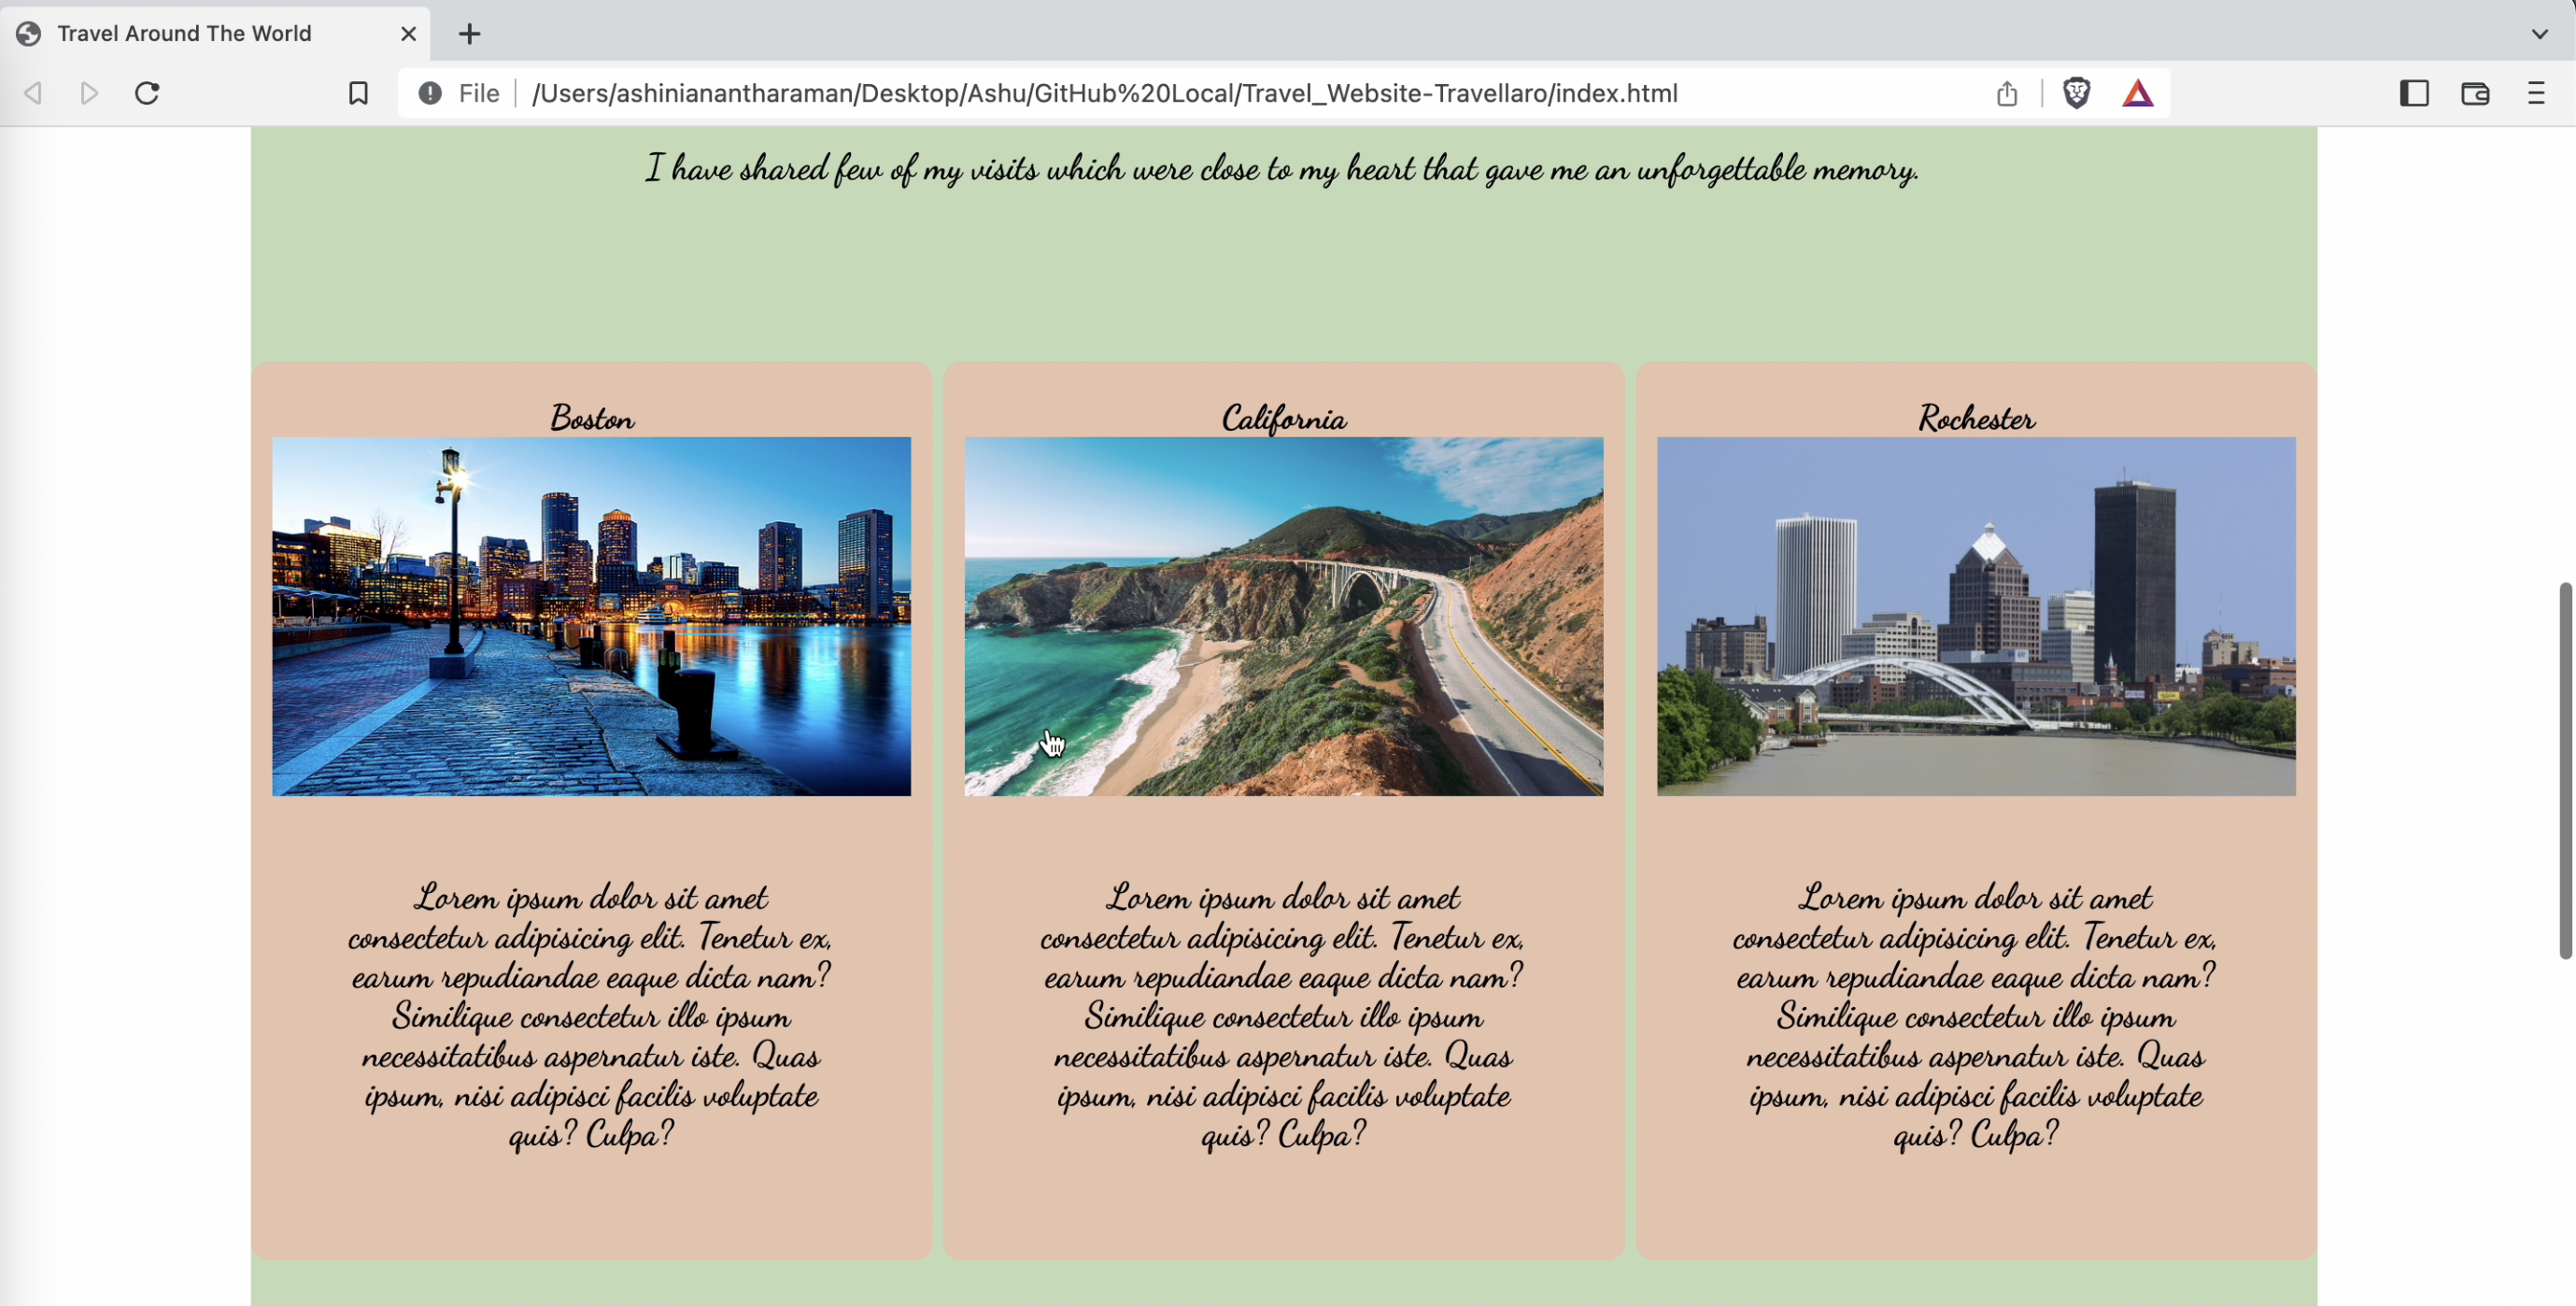 Travel Around The World
File
/Users/ashinianantharaman/Desktop/Ashu/GitHub%20Local/Travel_Website-Travellaro/index.html
I have shared few of my visits which were close to my heart that gave me an unforgettable memory.
Boston
Lorem ipsum dolor sit amet
consectetur adipisicing elit. Tenetur ex,
earum repudiandae eaque dicta nam?
Similique consectetur illo ipsum
necessitatibus aspernatur iste. Quas
ipsum, nisi adipisci facilis voluptate
quis? Culpa?
California
Lorem ipsum dolor sit amet
consectetur adipisicing elit. Tenetur ex,
earum repudiandae eaque dicta nam?
Similique consectetur illo ipsum
necessitatibus aspernatur iste. Quas
ipsum, nisi adipisci facilis voluptate
quis? Culpa?
Rochester
Lorem ipsum dolor sit amet
consectetur adipisicing elit. Tenetur ex,
earum repudiandae eaque dicta nam?
Similique consectetur illo ipsum
necessitatibus aspernatur iste. Quas
ipsum, nisi adipisci facilis voluptate
quis? Culpa?